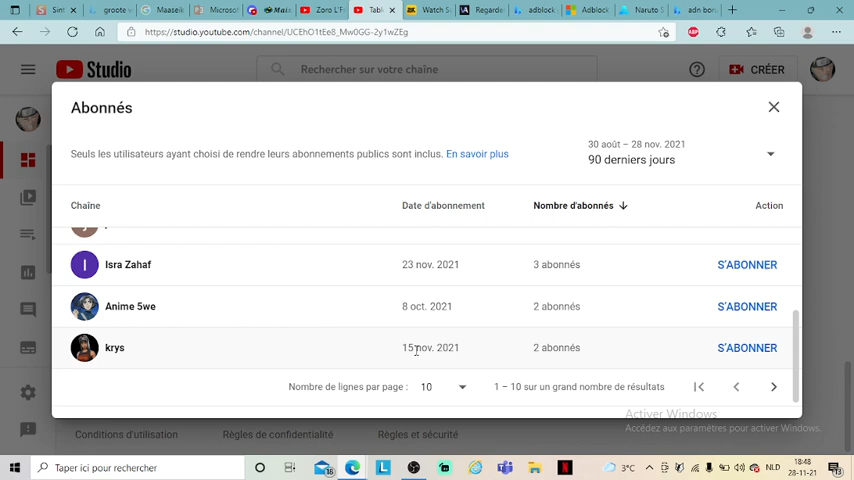 Sint
groote v
Maaseik
Microsof
Zoro L'F
Table
Watch S
Regarder
adblock
Adblock
Naruto S
adn bon
https://studio.youtube.com/channel/UCEhO1tEe8_Mw0GG-2y1wZEg
Studio
Rechercher sur votre chaîne
CRÉER
Abonnés
30 août – 28 nov. 2021
Seuls les utilisateurs ayant choisi de rendre leurs abonnements publics sont inclus. En savoir plus
90 derniers jours
Chaîne Date d'abonnement Nombre d'abonnés Action
Isra Zahaf 23 nov. 2021 3 abonnés S'ABONNER
Anime 5we 8 oct. 2021 2 abonnés S'ABONNER
krys 15 nov. 2021 2 abonnés S'ABONNER
Nombre de lignes par page : 10 1 – 10 sur un grand nombre de résultats
Activer Windows
Accédez aux paramètres pour activer Windows.
Conditions d'utilisation Règles de confidentialité Règles et sécurité
Taper ici pour rechercher
3°C
NLD
18:48
28-11-21